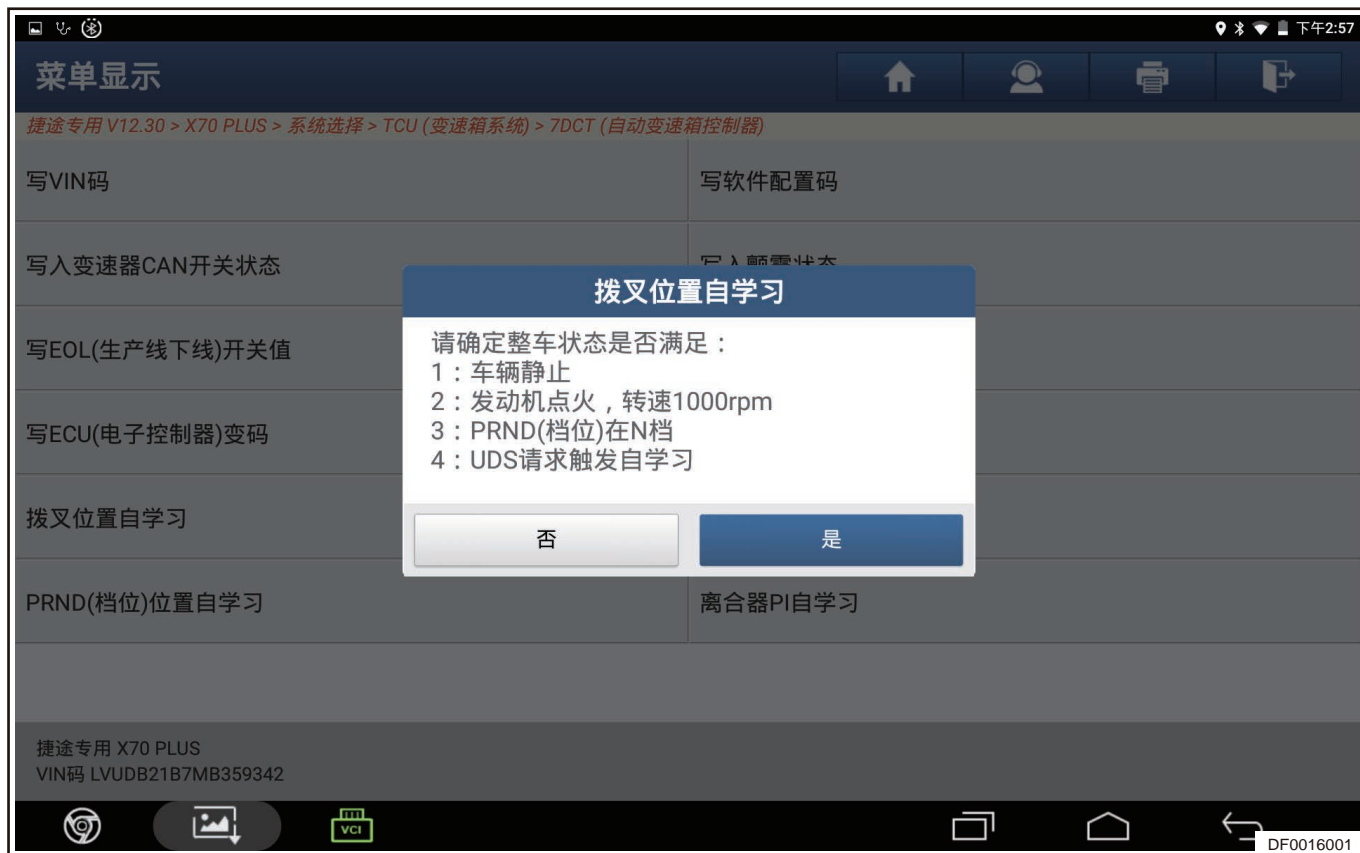 下午2:57
菜单显示
捷途专用 V12.30 > X70 PLUS > 系统选择 > TCU (变速箱系统) > 7DCT (自动变速箱控制器)
写VIN码
写软件配置码
写入变速器CAN开关状态
写EOL(生产线下线)开关值
写ECU(电子控制器)变码
拨叉位置自学习
PRND(档位)位置自学习
离合器PI自学习
拨叉位置自学习
请确定整车状态是否满足：
1：车辆静止
2：发动机点火，转速1000rpm
3：PRND(档位)在N档
4：UDS请求触发自学习
否
是
捷途专用 X70 PLUS
VIN码 LVUDB21B7MB359342
VCI
DF0016001